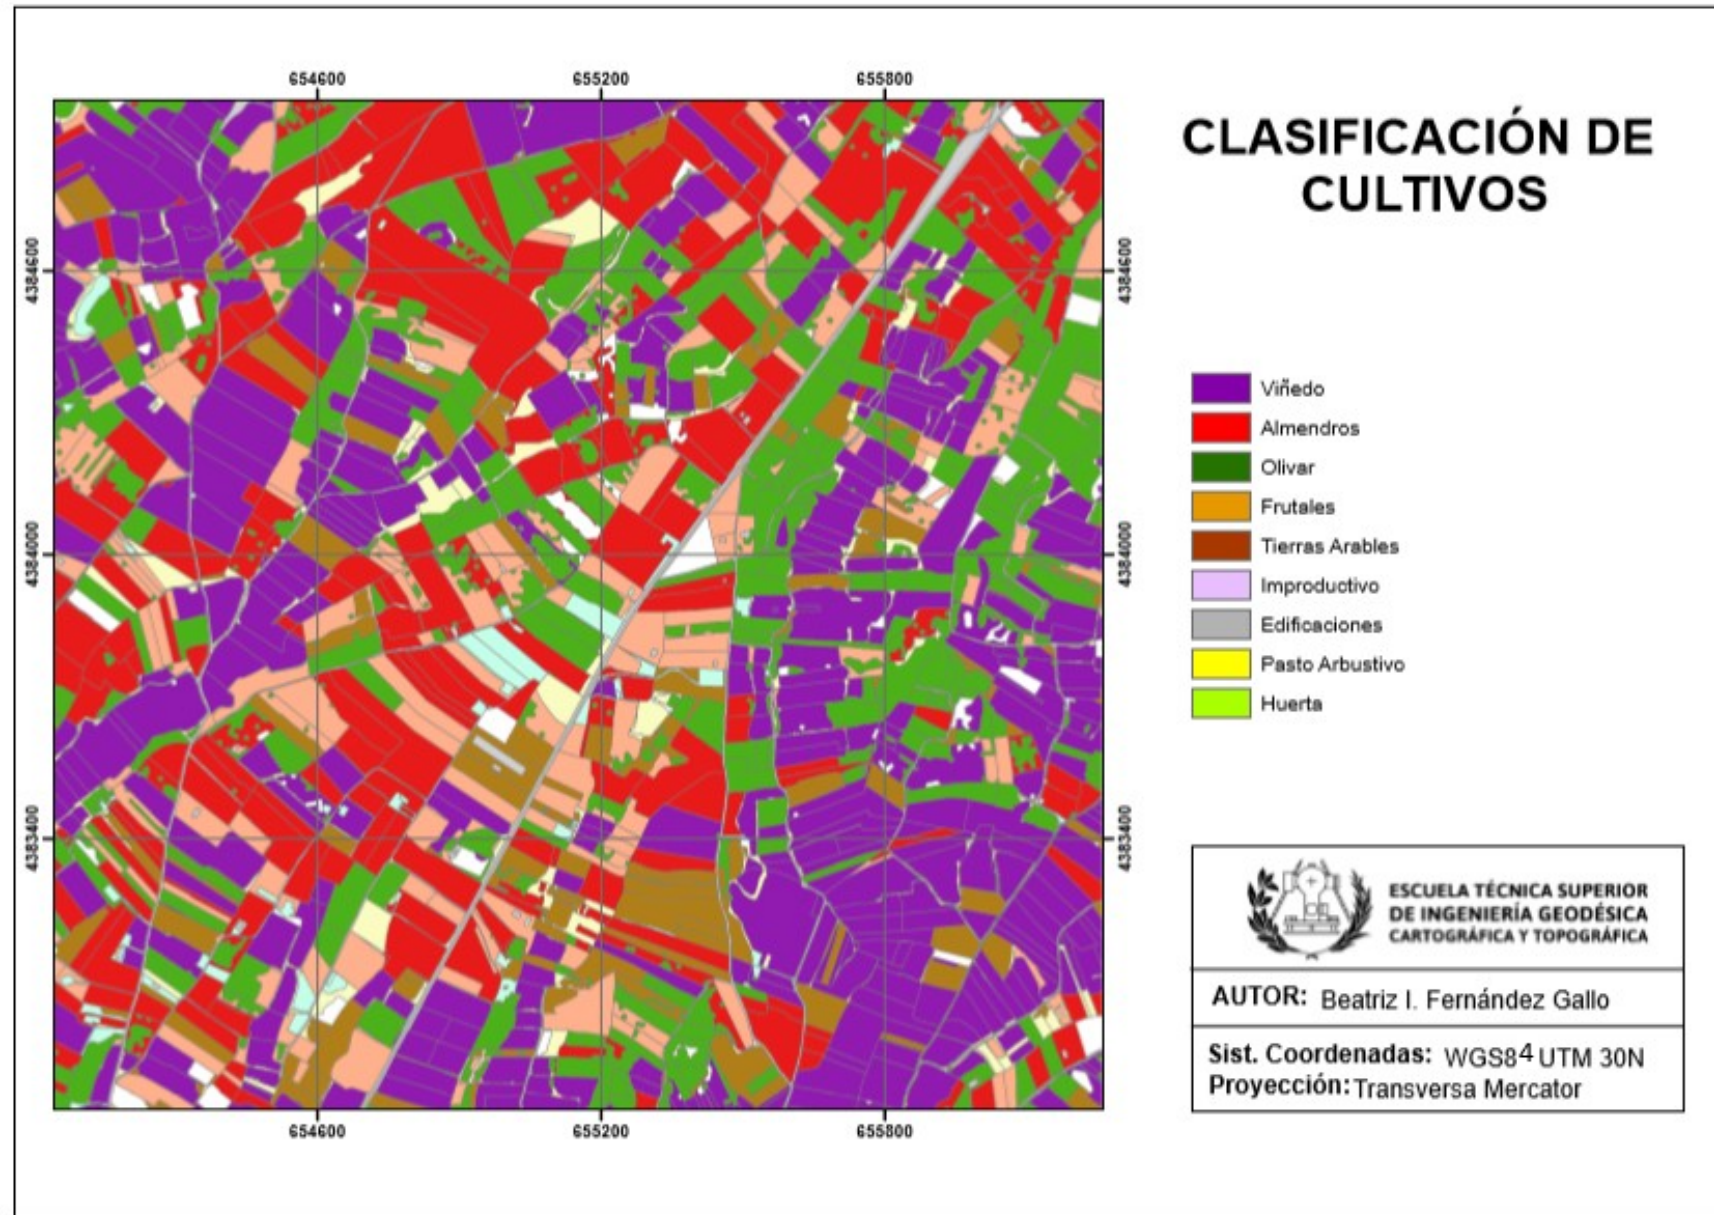 654600 655200 655800
CLASIFICACIÓN DE
CULTIVOS
4384600 4384600
Viñedo
Almendros
Olivar
Frutales
4384000 4384000
Tierras Arables
Improductivo
Edificaciones
Pasto Arbustivo
Huerta
4383400 4383400
ESCUELA TÉCNICA SUPERIOR
DE INGENIERÍA GEODÉSICA
CARTOGRÁFICA Y TOPOGRÁFICA
AUTOR: Beatriz I. Fernández Gallo
Sist. Coordenadas: WGS84 UTM 30N
Proyección: Transversa Mercator
654600 655200 655800